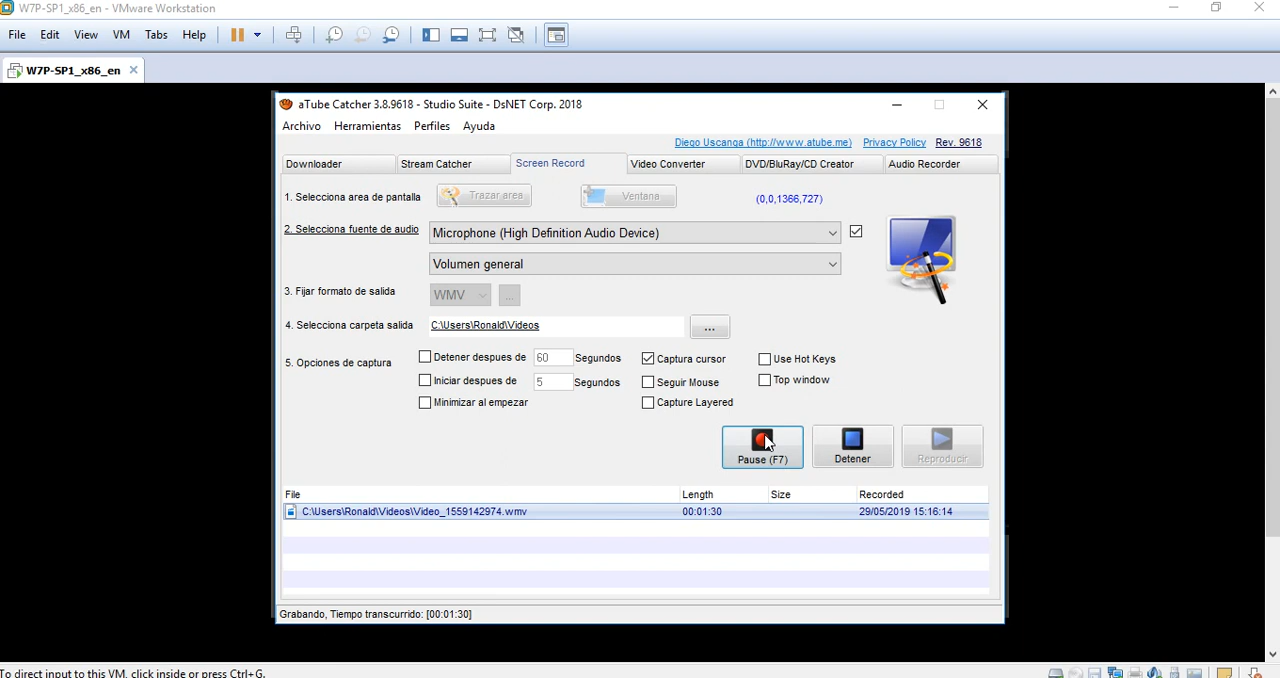 W7P-SP1_x86_en - VMware Workstation
File Edit View VM Tabs Help
W7P-SP1_x86_en
aTube Catcher 3.8.9618 - Studio Suite - DsNET Corp. 2018
Archivo Herramientas Perfiles Ayuda
Diego Uscanga (http://www.atube.me) Privacy Policy Rev. 9618
Downloader Stream Catcher Screen Record Video Converter DVD/BluRay/CD Creator Audio Recorder
1. Selecciona area de pantalla Trazar area Ventana (0,0,1366,727)
2. Selecciona fuente de audio Microphone (High Definition Audio Device)
Volumen general
3. Fijar formato de salida WMV ...
4. Selecciona carpeta salida C:\Users\Ronald\Videos ...
5. Opciones de captura Detener despues de 60 Segundos Captura cursor Use Hot Keys
Iniciar despues de 5 Segundos Seguir Mouse Top window
Minimizar al empezar Capture Layered
Pause (F7) Detener Reproducir
File Length Size Recorded
C:\Users\Ronald\Videos\Video_1559142974.wmv 00:01:30 29/05/2019 15:16:14
Grabando, Tiempo transcurrido: [00:01:30]
To direct input to this VM, click inside or press Ctrl+G.